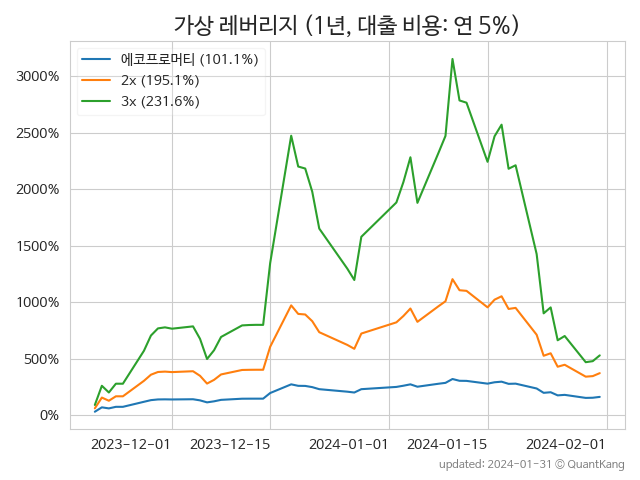 가상 레버리지 (1년, 대출 비용: 연 5%)
에코프로머티 (101.1%)
2x (195.1%)
3x (231.6%)
3000%
2500%
2000%
1500%
1000%
500%
0%
2023-12-01 2023-12-15 2024-01-01 2024-01-15 2024-02-01
updated: 2024-01-31 © QuantKang